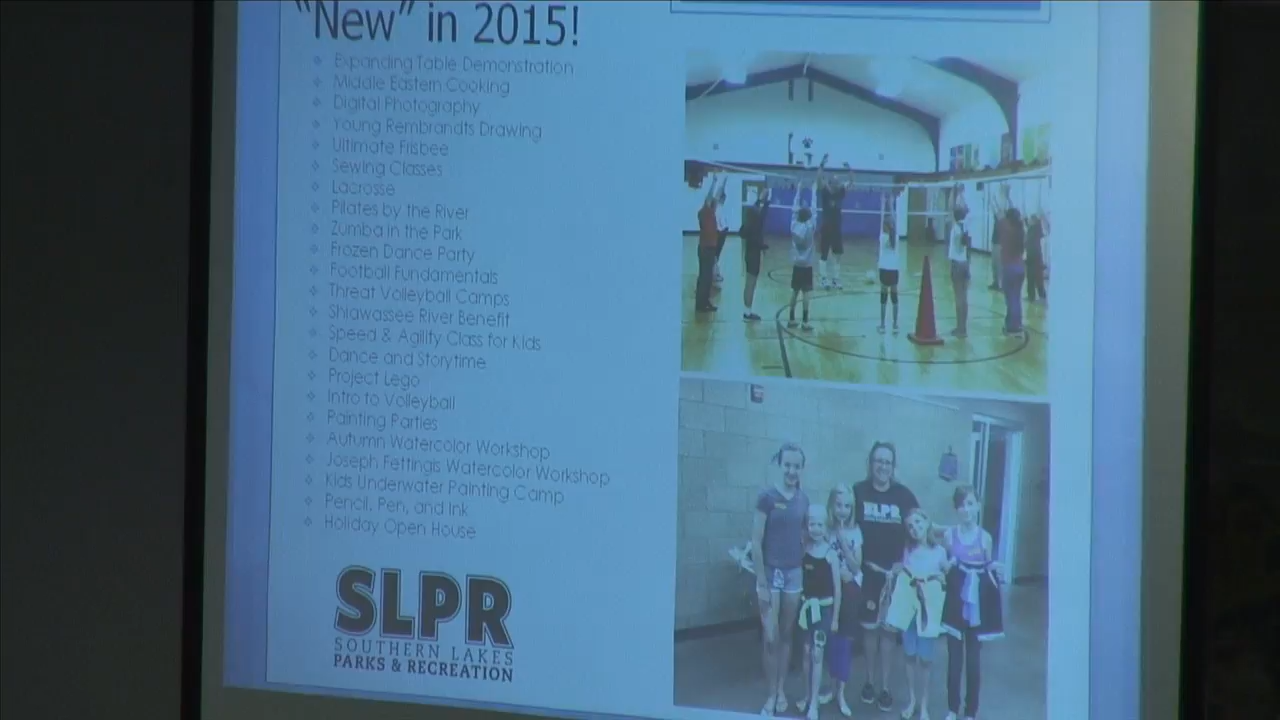 "New" in 2015!
Expanding Table Demonstration
Middle Eastern Cooking
Digital Photography
Young Rembrandts Drawing
Ultimate Frisbee
Sewing Classes
Lacrosse
Pilates by the River
Zumba in the Park
Frozen Dance Party
Football Fundamentals
Threat Volleyball Camps
Shiawassee River Benefit
Speed & Agility Class for Kids
Dance and Storytime
Project Lego
Intro to Volleyball
Painting Parties
Autumn Watercolor Workshop
Joseph Fettingis Watercolor Workshop
Kids Underwater Painting Camp
Pencil, Pen, and Ink
Holiday Open House
SLPR
SOUTHERN LAKES
PARKS & RECREATION
SLPR